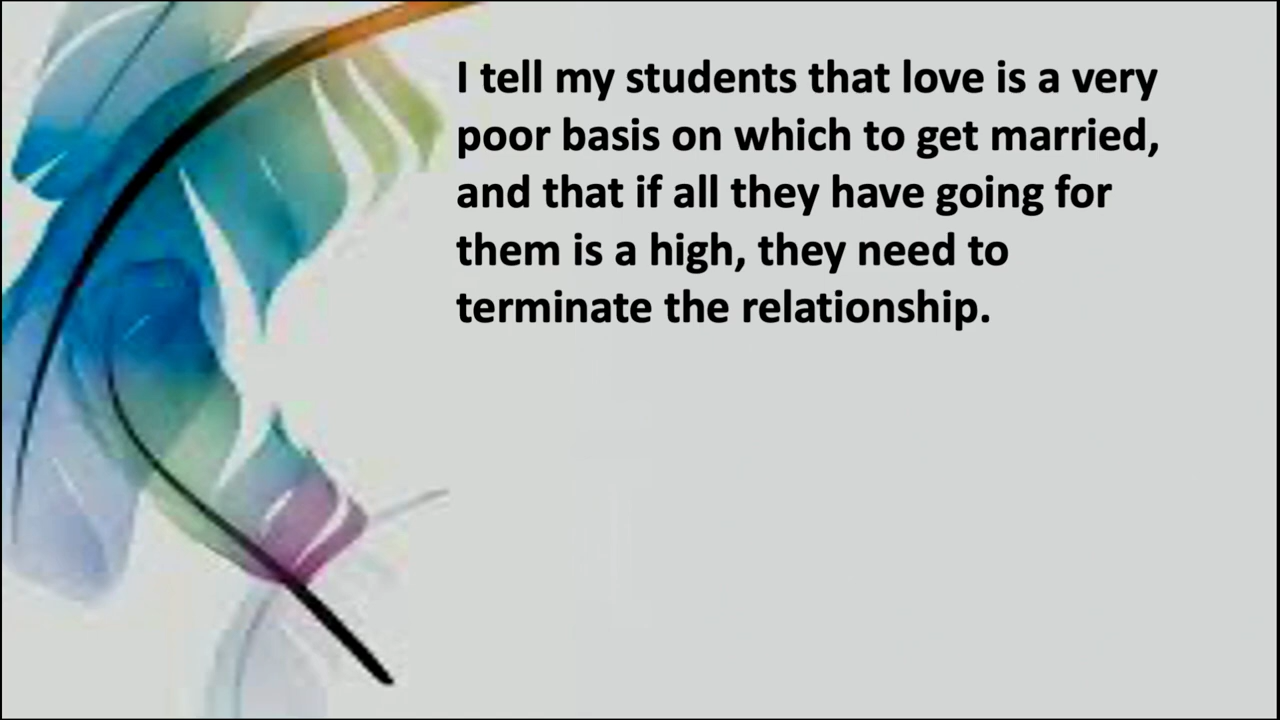 I tell my students that love is a very
poor basis on which to get married,
and that if all they have going for
them is a high, they need to
terminate the relationship.